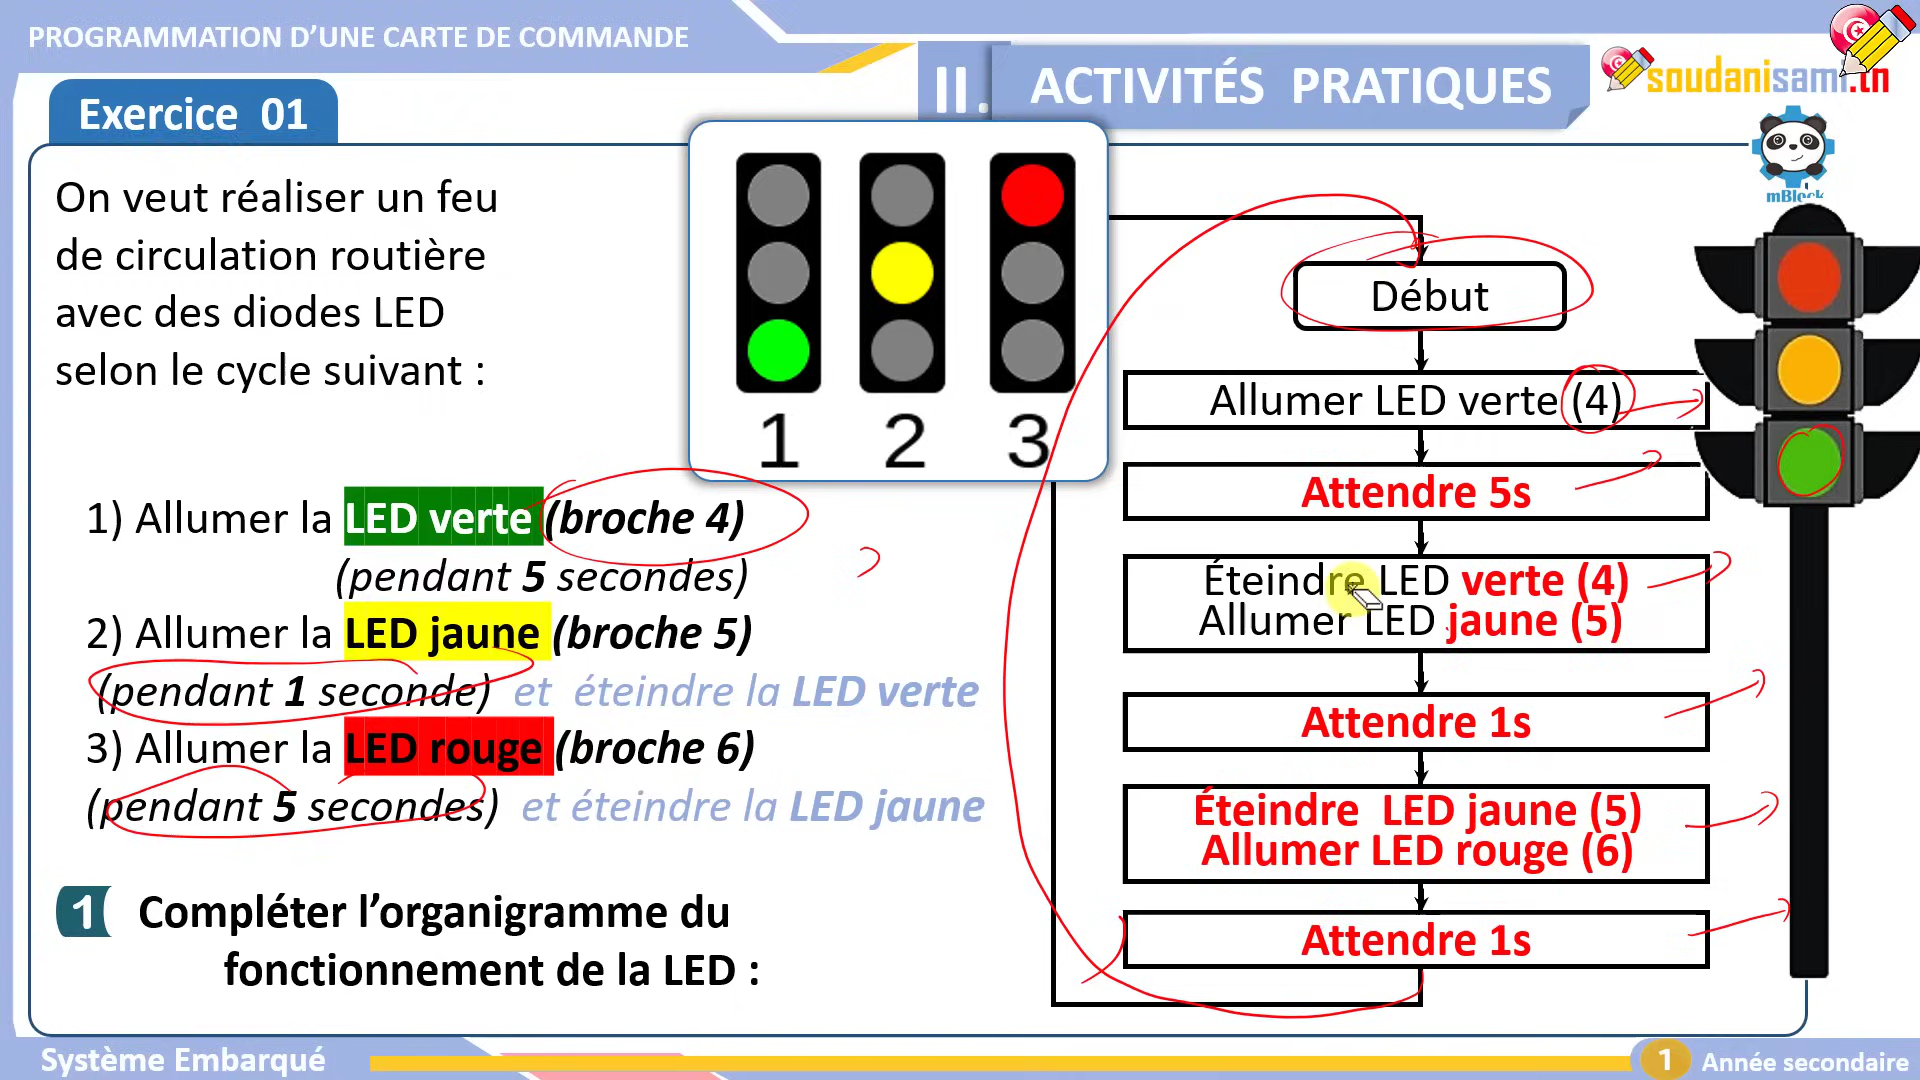 PROGRAMMATION D’UNE CARTE DE COMMANDE
II. ACTIVITÉS PRATIQUES
soudanisami.tn
Exercice 01
mBlock
On veut réaliser un feu
de circulation routière
avec des diodes LED
selon le cycle suivant :
1 2 3
1) Allumer la LED verte (broche 4)
(pendant 5 secondes)
2) Allumer la LED jaune (broche 5)
(pendant 1 seconde) et éteindre la LED verte
3) Allumer la LED rouge (broche 6)
(pendant 5 secondes) et éteindre la LED jaune
1 Compléter l’organigramme du
fonctionnement de la LED :
Début
Allumer LED verte (4)
Attendre 5s
Éteindre LED verte (4)
Allumer LED jaune (5)
Attendre 1s
Éteindre LED jaune (5)
Allumer LED rouge (6)
Attendre 1s
Système Embarqué
1 Année secondaire